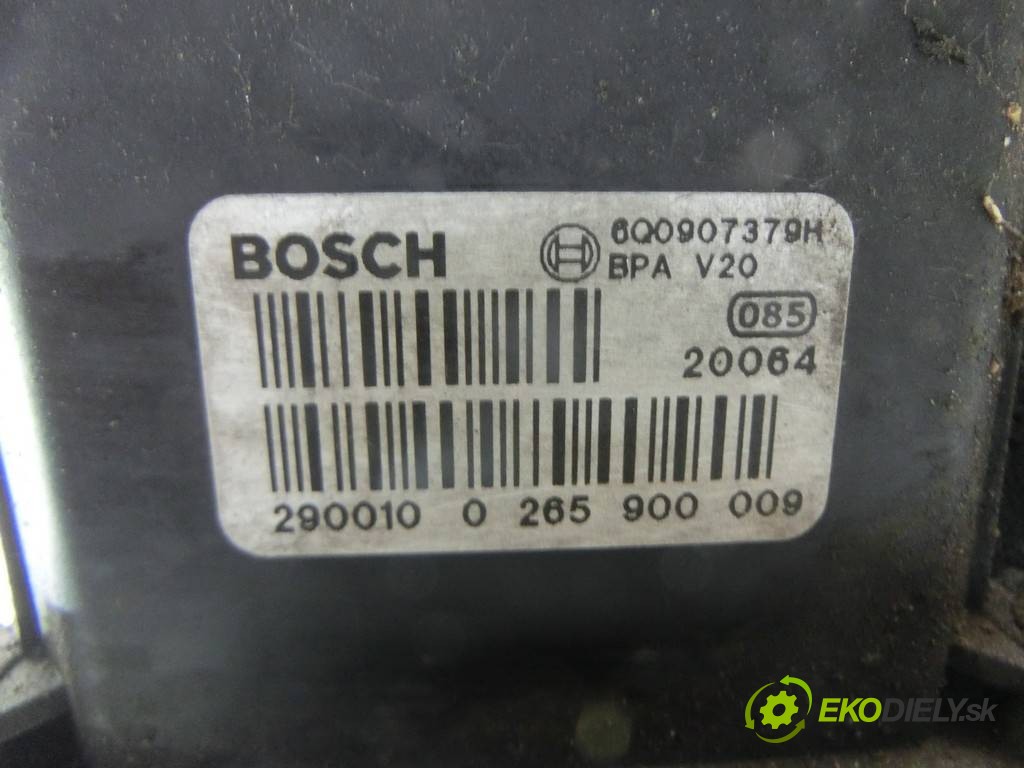 BOSCH
6Q0907379H
BPA V20
085
20064
290010 0 265 900 009
EKODIELY.sk